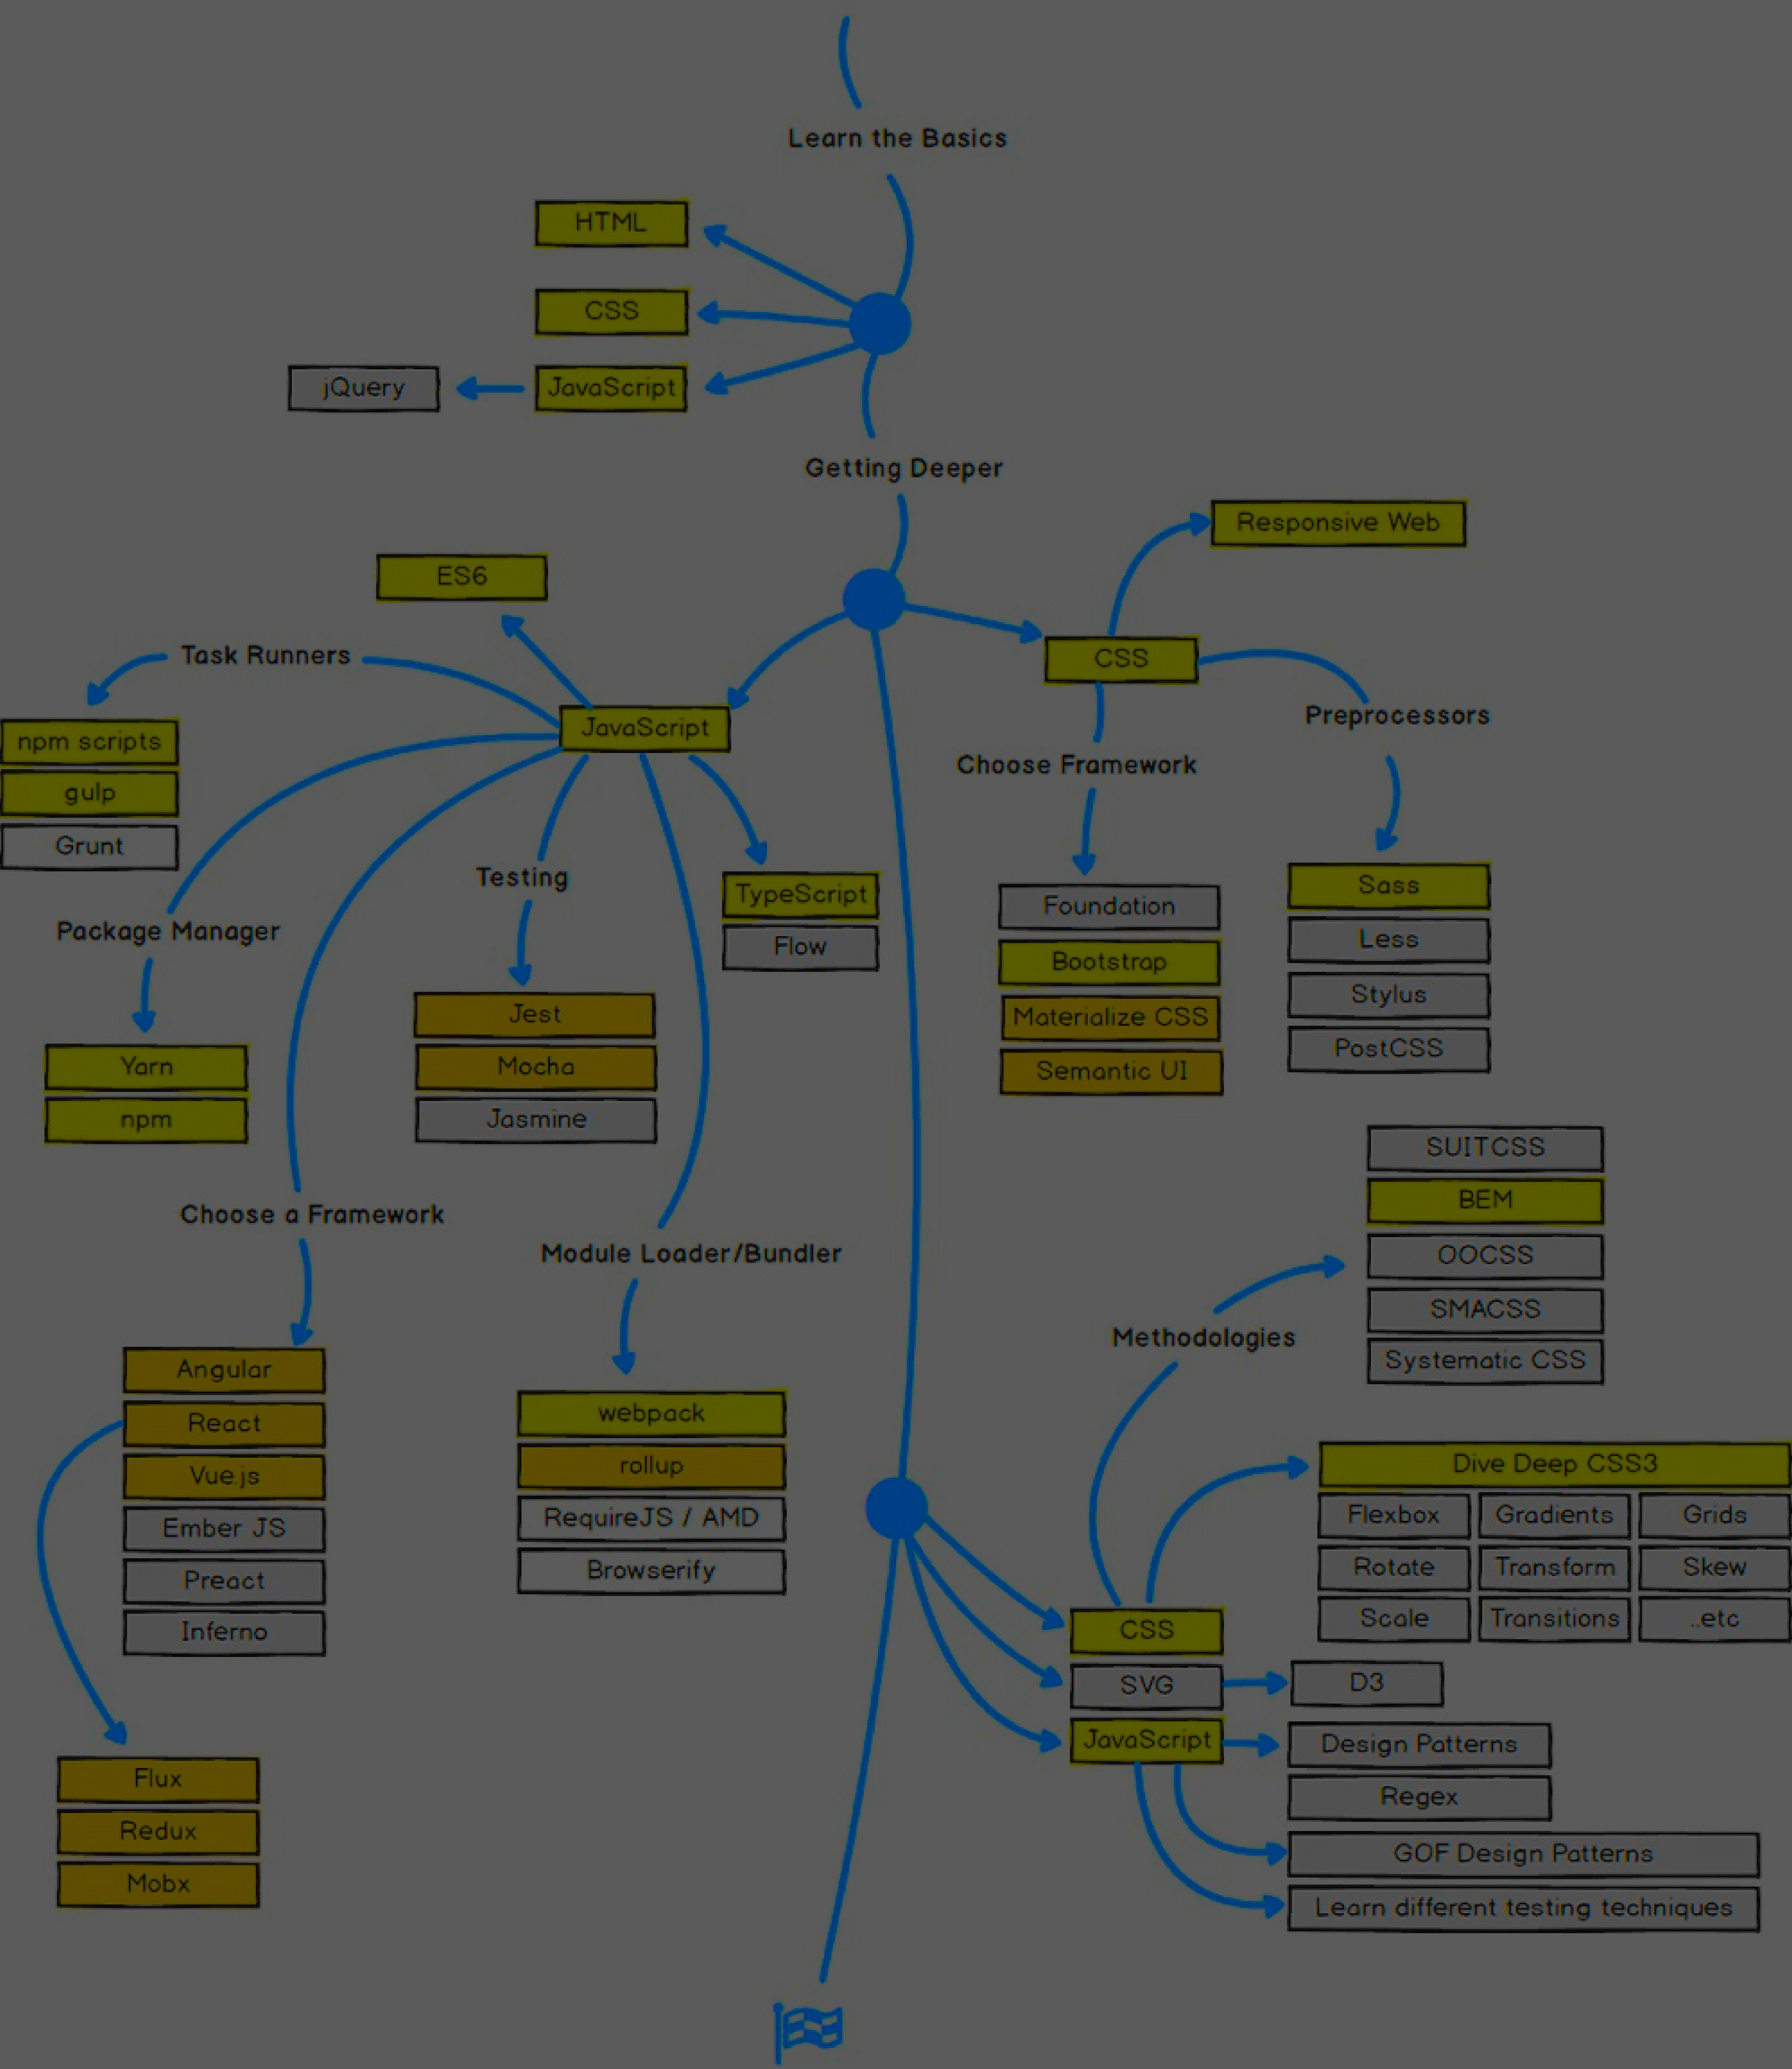 Learn the Basics
HTML
CSS
JavaScript
jQuery
Getting Deeper
Responsive Web
ES6
CSS
Task Runners
JavaScript
Preprocessors
npm scripts
gulp
Grunt
Choose Framework
Testing
TypeScript
Flow
Package Manager
Foundation
Bootstrap
Materialize CSS
Semantic UI
Sass
Less
Stylus
PostCSS
Jest
Mocha
Jasmine
Yarn
npm
SUITCSS
BEM
OOCSS
SMACSS
Systematic CSS
Choose a Framework
Module Loader/Bundler
Methodologies
Angular
React
Vue.js
Ember JS
Preact
Inferno
webpack
rollup
RequireJS / AMD
Browserify
Dive Deep CSS3
Flexbox Gradients Grids
Rotate Transform Skew
Scale Transitions ..etc
CSS
SVG
D3
JavaScript
Design Patterns
Regex
GOF Design Patterns
Learn different testing techniques
Flux
Redux
Mobx